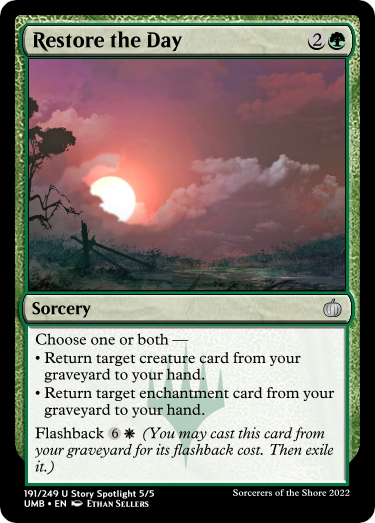 Restore the Day 2
Sorcery
Choose one or both —
• Return target creature card from your
graveyard to your hand.
• Return target enchantment card from your
graveyard to your hand.
Flashback 6 (You may cast this card from
your graveyard for its flashback cost. Then exile
it.)
191/249 U Story Spotlight 5/5
Sorcerers of the Shore 2022
UMB • EN Ethan Sellers